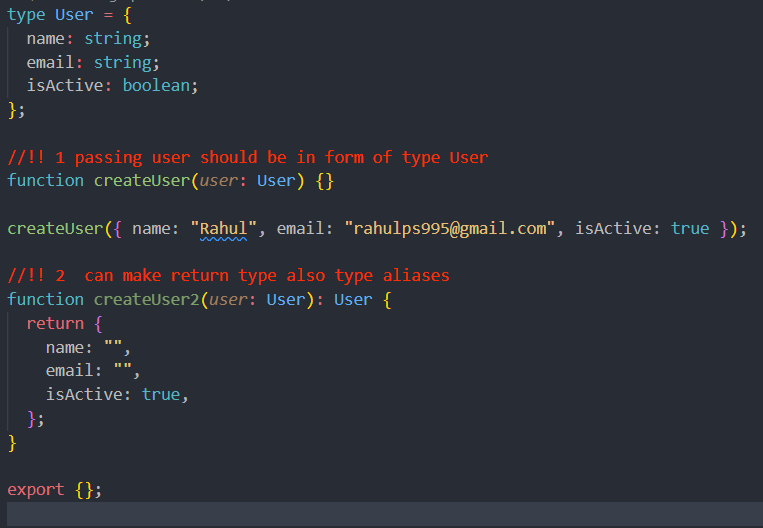 type User = {
name: string;
email: string;
isActive: boolean;
};
//!! 1 passing user should be in form of type User
function createUser(user: User) {}
createUser({ name: "Rahul", email: "rahulps995@gmail.com", isActive: true });
//!! 2  can make return type also type aliases
function createUser2(user: User): User {
return {
name: "",
email: "",
isActive: true,
};
}
export {};